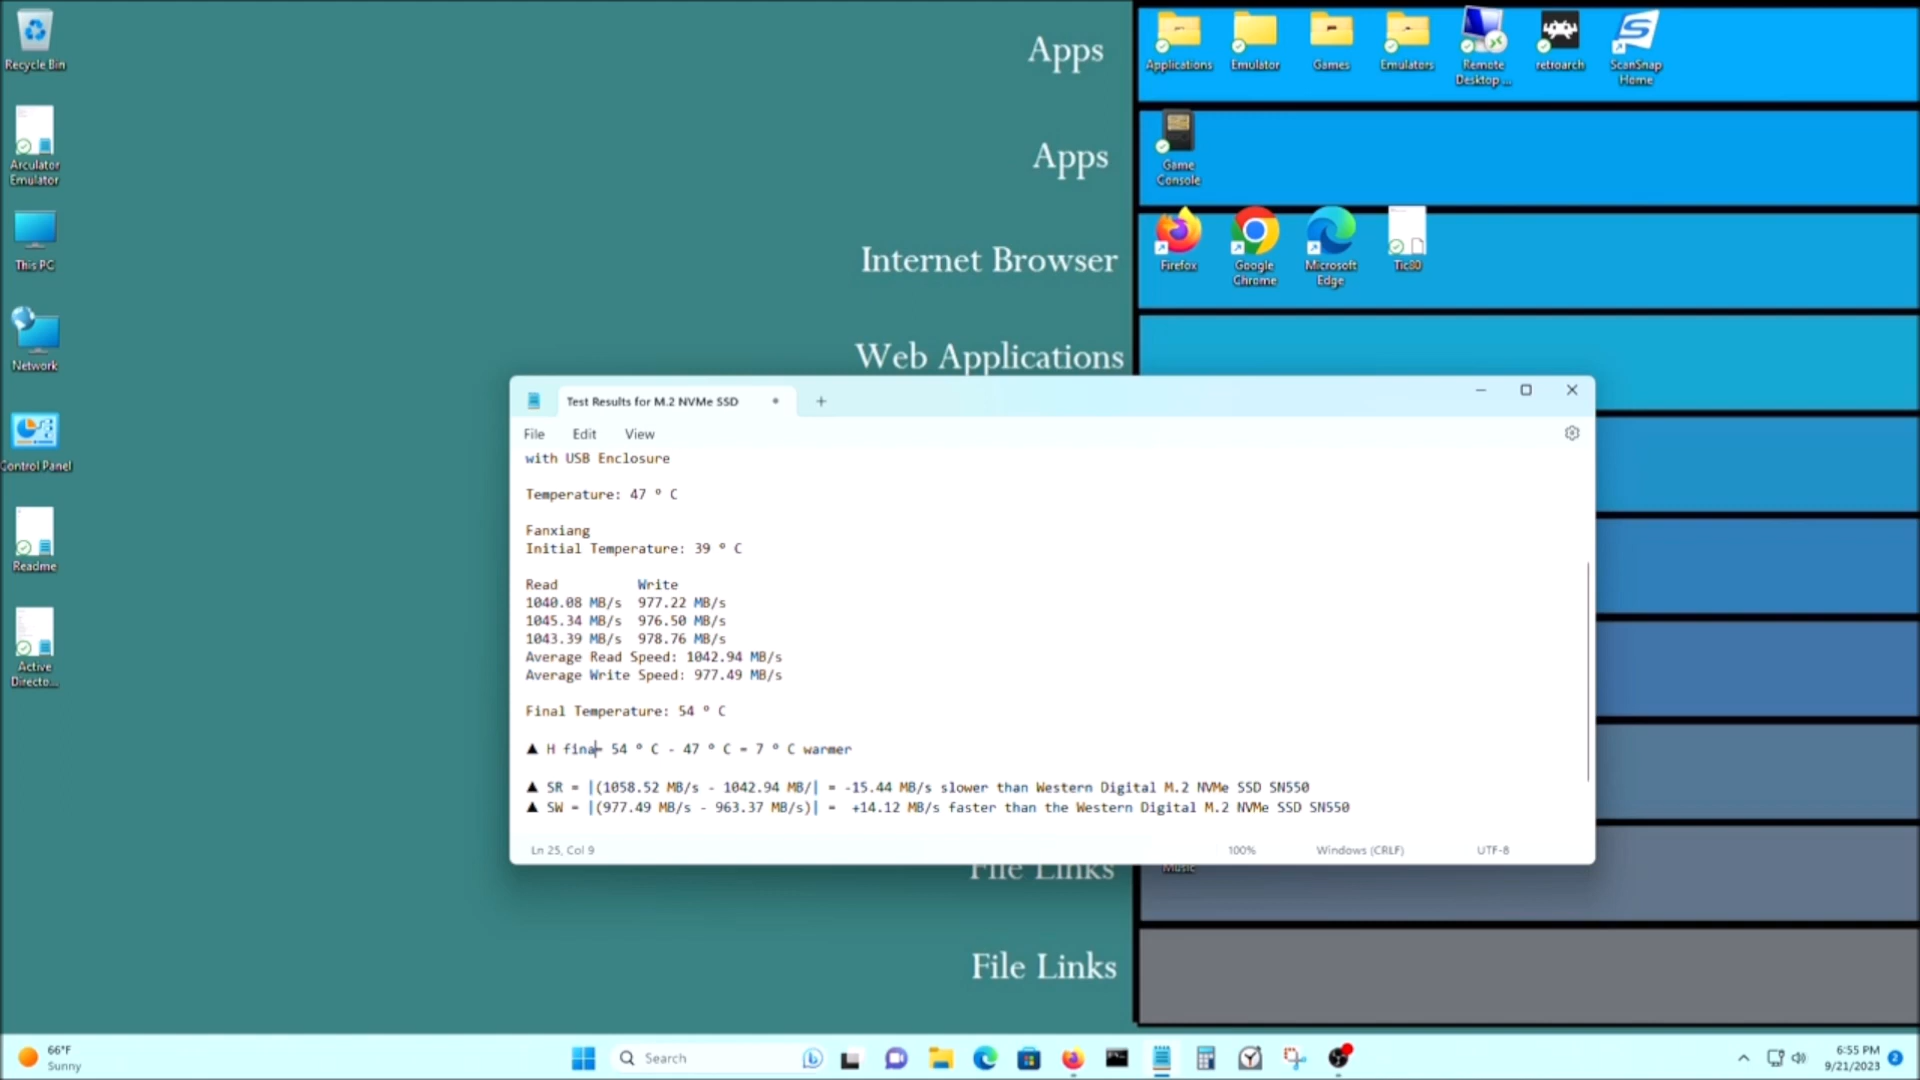 Recycle Bin
Arculator
Emulator
This PC
Network
Control Panel
Readme
Active
Directo...
Apps
Apps
Internet Browser
Web Applications
File Links
File Links
Applications
Emulator
Games
Emulators
Remote
Desktop ...
retroarch
ScanSnap
Home
Game
Console
Firefox
Google
Chrome
Microsoft
Edge
Tic80
Music
Test Results for M.2 NVMe SSD
File Edit View
with USB Enclosure
Temperature: 47 º C
Fanxiang
Initial Temperature: 39 º C
Read Write
1040.08 MB/s 977.22 MB/s
1045.34 MB/s 976.50 MB/s
1043.39 MB/s 978.76 MB/s
Average Read Speed: 1042.94 MB/s
Average Write Speed: 977.49 MB/s
Final Temperature: 54 º C
▲ H fina= 54 º C - 47 º C = 7 º C warmer
▲ SR = |(1058.52 MB/s - 1042.94 MB/| = -15.44 MB/s slower than Western Digital M.2 NVMe SSD SN550
▲ SW = |(977.49 MB/s - 963.37 MB/s)| = +14.12 MB/s faster than the Western Digital M.2 NVMe SSD SN550
Ln 25, Col 9
100%
Windows (CRLF)
UTF-8
66°F
Sunny
Search
6:55 PM
9/21/2023
2